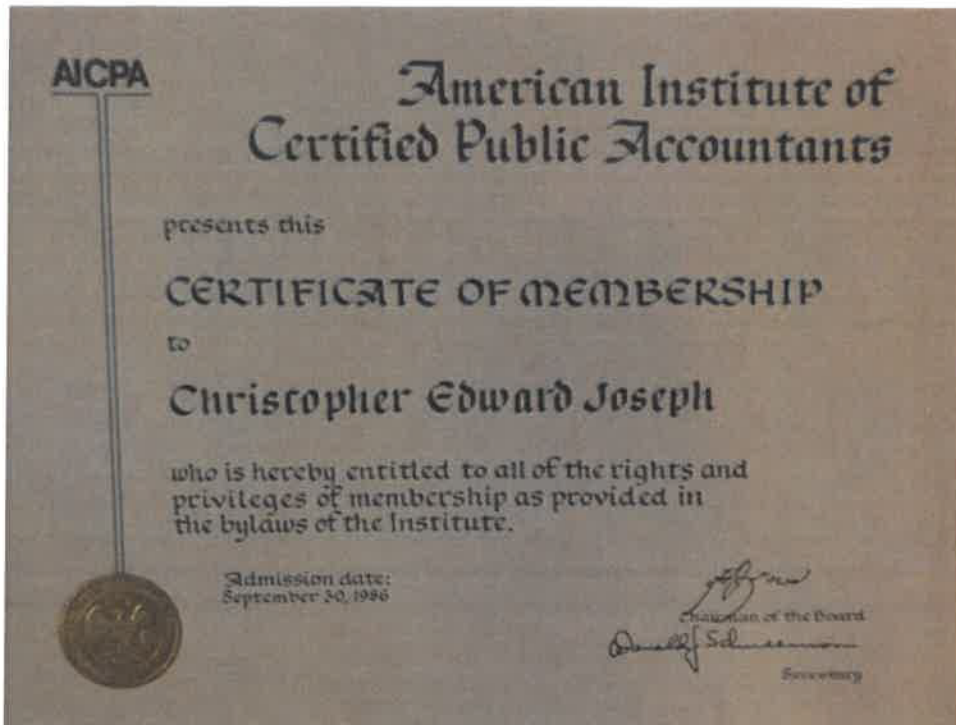 AICPA
American Institute of
Certified Public Accountants
presents this
CERTIFICATE OF MEMBERSHIP
to
Christopher Edward Joseph
who is hereby entitled to all of the rights and
privileges of membership as provided in
the bylaws of the Institute.
Admission date:
September 30, 1986
Chairman of the Board
Secretary